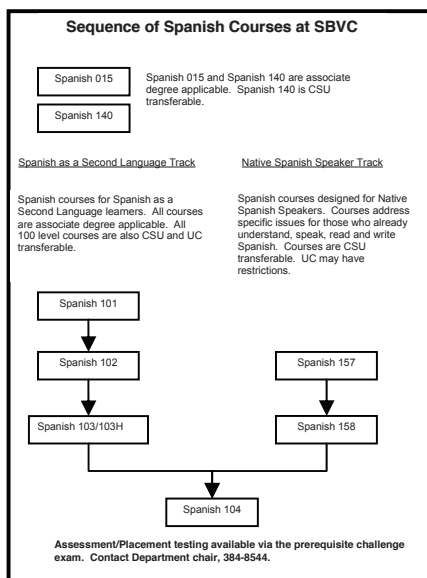 Sequence of Spanish Courses at SBVC
Spanish 015
Spanish 140
Spanish 015 and Spanish 140 are associate
degree applicable. Spanish 140 is CSU
transferable.
Spanish as a Second Language Track
Spanish courses for Spanish as a
Second Language learners. All courses
are associate degree applicable. All
100 level courses are also CSU and UC
transferable.
Native Spanish Speaker Track
Spanish courses designed for Native
Spanish Speakers. Courses address
specific issues for those who already
understand, speak, read and write
Spanish. Courses are CSU
transferable. UC may have
restrictions.
Spanish 101
Spanish 102
Spanish 103/103H
Spanish 157
Spanish 158
Spanish 104
Assessment/Placement testing available via the prerequisite challenge
exam. Contact Department chair, 384-8544.